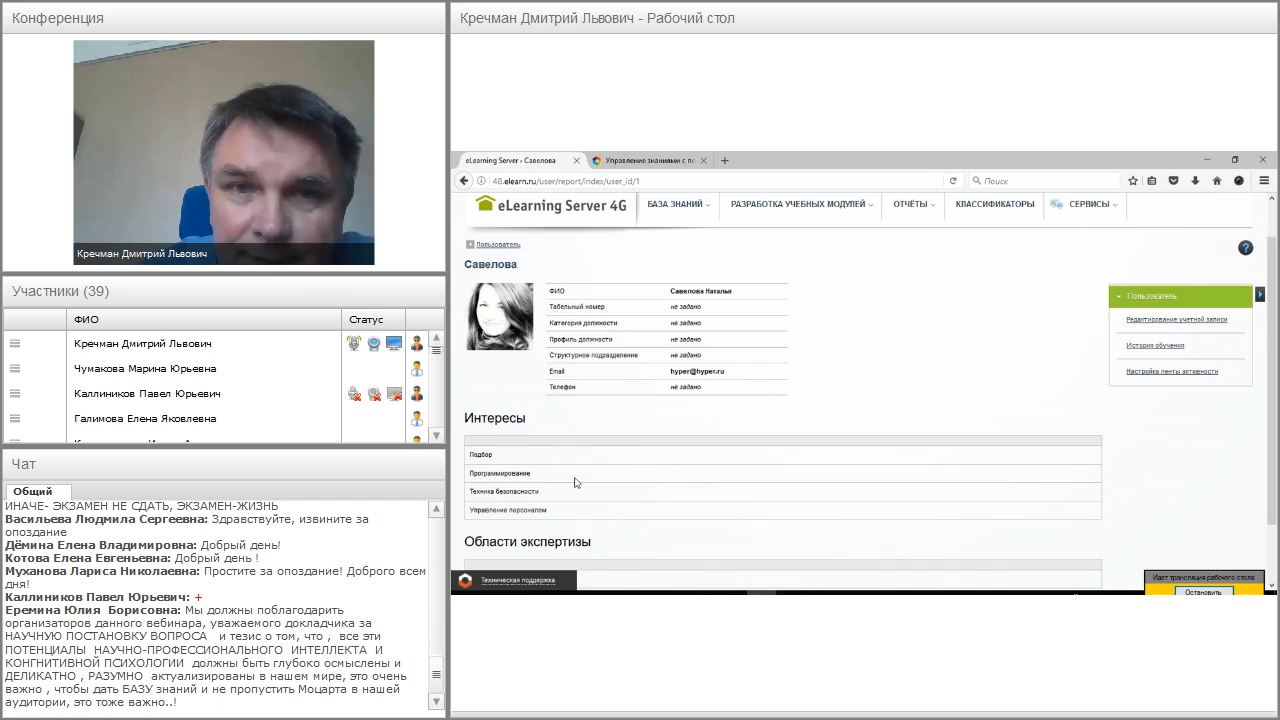 Конференция
Кречман Дмитрий Львович
Участники (39)
ФИО
Статус
Кречман Дмитрий Львович
Чумакова Марина Юрьевна
Каллиников Павел Юрьевич
Галимова Елена Яковлевна
Чат
Общий
ИНАЧЕ- ЭКЗАМЕН НЕ СДАТЬ, ЭКЗАМЕН-ЖИЗНЬ
Васильева Людмила Сергеевна: Здравствуйте, извините за
опоздание
Дёмина Елена Владимировна: Добрый день!
Котова Елена Евгеньевна: Добрый день !
Муханова Лариса Николаевна: Простите за опоздание! Доброго всем
дня!
Каллиников Павел Юрьевич: +
Еремина Юлия Борисовна: Мы должны поблагодарить
организаторов данного вебинара, уважаемого докладчика за
НАУЧНУЮ ПОСТАНОВКУ ВОПРОСА и тезис о том, что , все эти
ПОТЕНЦИАЛЫ НАУЧНО-ПРОФЕССИОНАЛЬНОГО ИНТЕЛЛЕКТА И
КОНГНИТИВНОЙ ПСИХОЛОГИИ должны быть глубоко осмыслены и
ДЕЛИКАТНО , РАЗУМНО актуализированы в нашем мире, это очень
важно , чтобы дать БАЗУ знаний и не пропустить Моцарта в нашей
аудитории, это тоже важно..!
Кречман Дмитрий Львович - Рабочий стол
eLearning Server › Савелова
Управление знаниями с по
48.elearn.ru/user/report/index/user_id/1
Поиск
eLearning Server 4G
БАЗА ЗНАНИЙ
РАЗРАБОТКА УЧЕБНЫХ МОДУЛЕЙ
ОТЧЁТЫ
КЛАССИФИКАТОРЫ
СЕРВИСЫ
Пользователь
?
Савелова
ФИО Савелова Наталья
Табельный номер не задано
Категория должности не задано
Профиль должности не задано
Структурное подразделение не задано
Email hyper@hyper.ru
Телефон не задано
Пользователь
Редактирование учетной записи
История обучения
Настройка ленты активности
Интересы
Подбор
Программирование
Техника безопасности
Управление персоналом
Области экспертизы
Техническая поддержка
Идет трансляция рабочего стола
Остановить